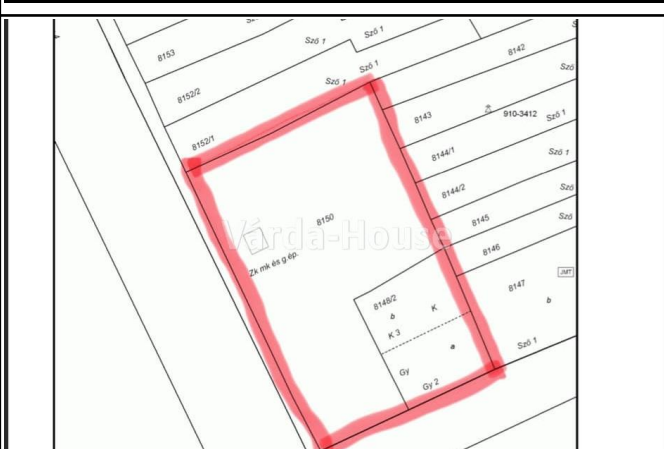 Sző 1
Sző 1
8153
8142
Sző
Sző 1
Sző 1
8152/2
8143
910-3412
Sző 1
8152/1
8144/1
Sző 1
8144/2
Sző
8150
8145
Sző
Várda-House
8146
Zk mk és g ép.
JMT
8147
b
8148/2
b
K
K 3
a
Sző 1
Gy
Gy 2